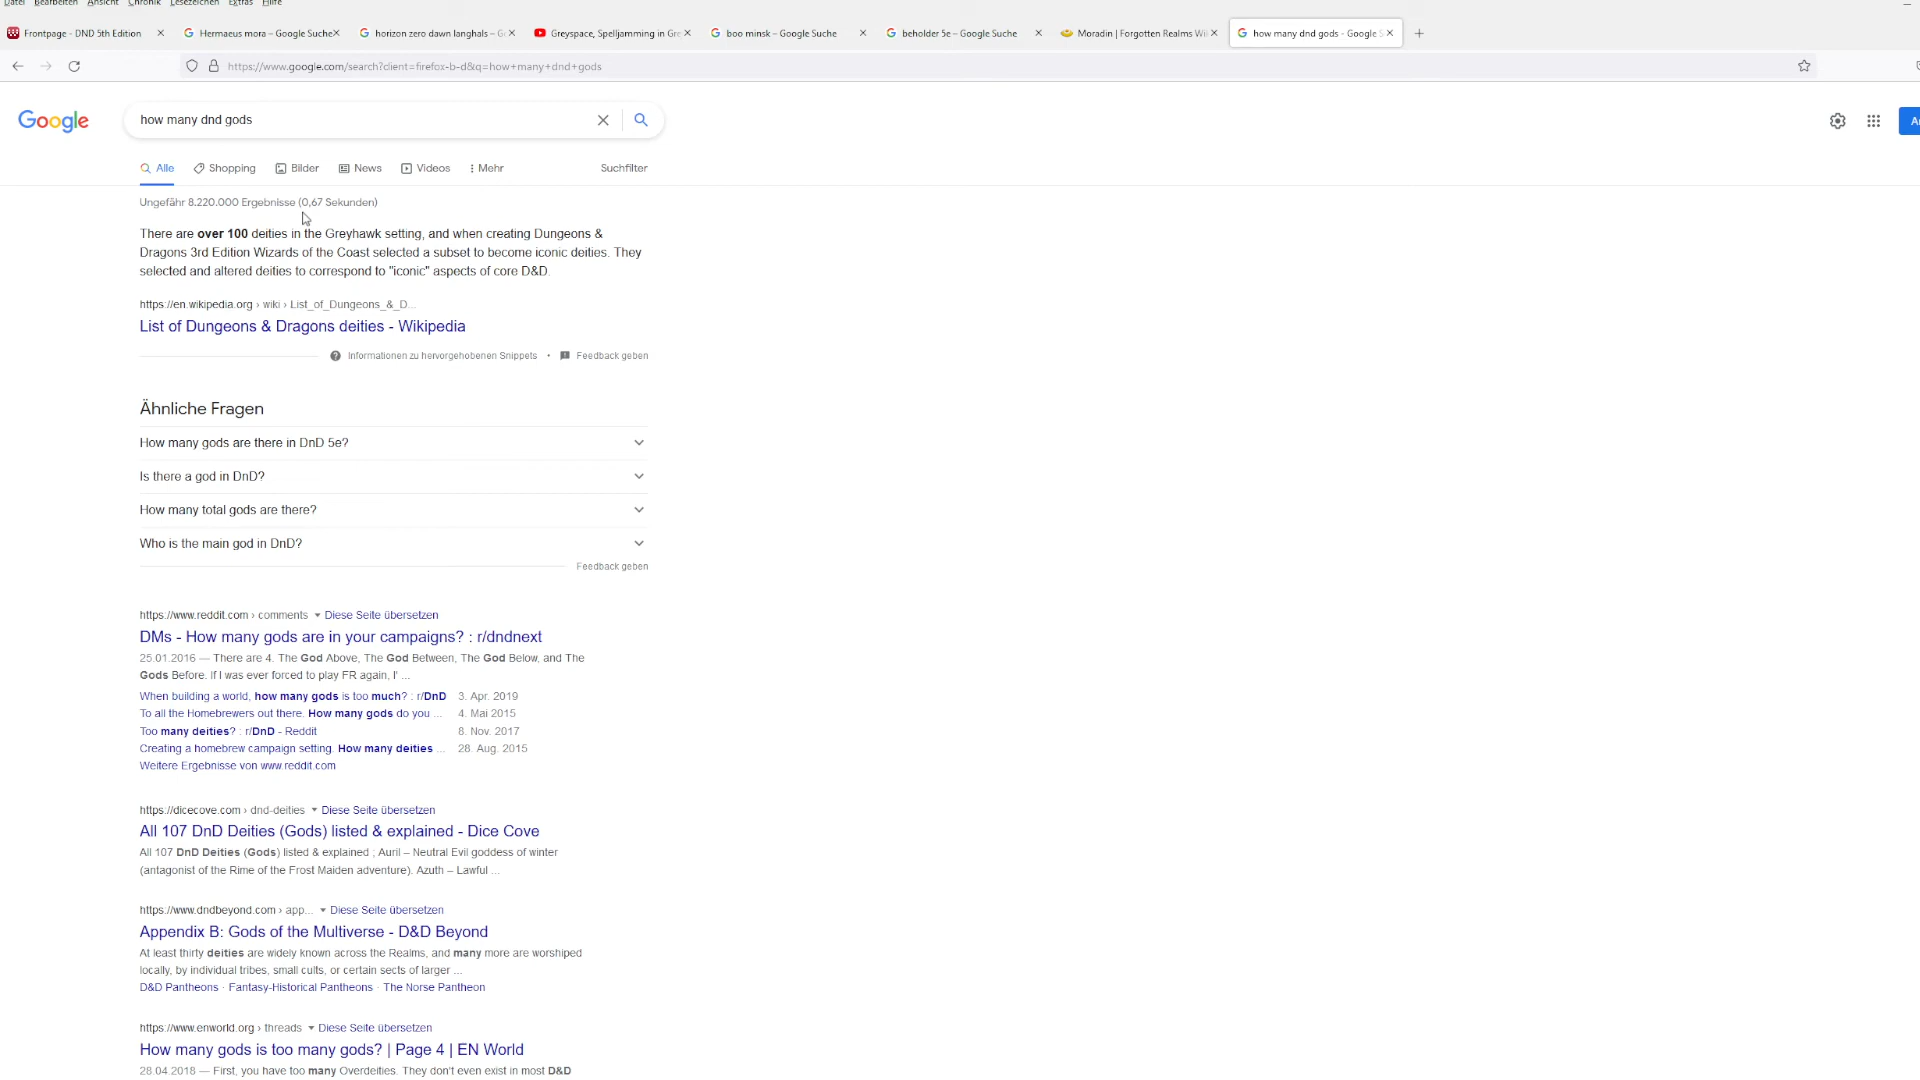 Datei Bearbeiten Ansicht Chronik Lesezeichen Extras Hilfe
Frontpage - DND 5th Edition
Hermaeus mora – Google Suche
horizon zero dawn langhals – Go
Greyspace, Spelljamming in Gre
boo minsk – Google Suche
beholder 5e – Google Suche
Moradin | Forgotten Realms Wi
how many dnd gods - Google S
https://www.google.com/search?client=firefox-b-d&q=how+many+dnd+gods
Google
how many dnd gods
Alle Shopping Bilder News Videos Mehr Suchfilter
Ungefähr 8.220.000 Ergebnisse (0,67 Sekunden)
There are over 100 deities in the Greyhawk setting, and when creating Dungeons &
Dragons 3rd Edition Wizards of the Coast selected a subset to become iconic deities. They
selected and altered deities to correspond to "iconic" aspects of core D&D.
https://en.wikipedia.org › wiki › List_of_Dungeons_&_D...
List of Dungeons & Dragons deities - Wikipedia
Informationen zu hervorgehobenen Snippets • Feedback geben
Ähnliche Fragen
How many gods are there in DnD 5e?
Is there a god in DnD?
How many total gods are there?
Who is the main god in DnD?
Feedback geben
https://www.reddit.com › comments Diese Seite übersetzen
DMs - How many gods are in your campaigns? : r/dndnext
25.01.2016 — There are 4. The God Above, The God Between, The God Below, and The
Gods Before. If I was ever forced to play FR again, I' ...
When building a world, how many gods is too much? : r/DnD 3. Apr. 2019
To all the Homebrewers out there. How many gods do you ... 4. Mai 2015
Too many deities? : r/DnD - Reddit 8. Nov. 2017
Creating a homebrew campaign setting. How many deities ... 28. Aug. 2015
Weitere Ergebnisse von www.reddit.com
https://dicecove.com › dnd-deities Diese Seite übersetzen
All 107 DnD Deities (Gods) listed & explained - Dice Cove
All 107 DnD Deities (Gods) listed & explained ; Auril – Neutral Evil goddess of winter
(antagonist of the Rime of the Frost Maiden adventure). Azuth – Lawful ...
https://www.dndbeyond.com › app... Diese Seite übersetzen
Appendix B: Gods of the Multiverse - D&D Beyond
At least thirty deities are widely known across the Realms, and many more are worshiped
locally, by individual tribes, small cults, or certain sects of larger ...
D&D Pantheons · Fantasy-Historical Pantheons · The Norse Pantheon
https://www.enworld.org › threads Diese Seite übersetzen
How many gods is too many gods? | Page 4 | EN World
28.04.2018 — First, you have too many Overdeities. They don't even exist in most D&D